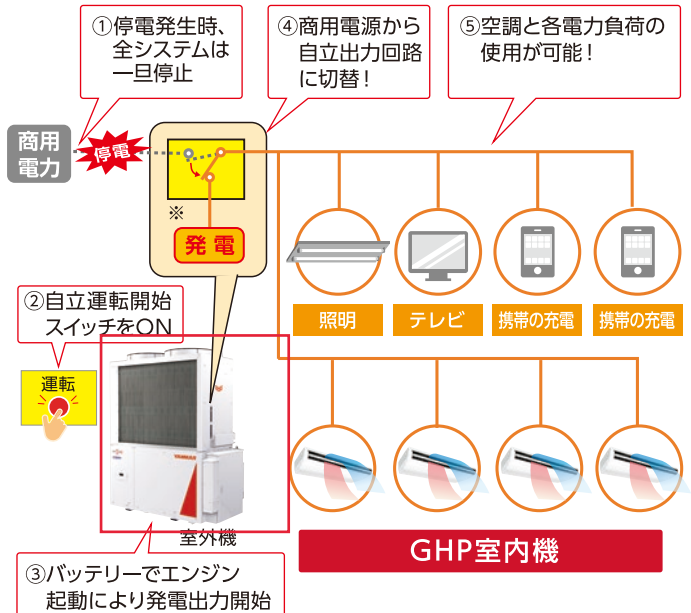 ①停電発生時、
全システムは
一旦停止
④商用電源から
自立出力回路
に切替！
⑤空調と各電力負荷の
使用が可能！
商用
電力
停電
※
発電
②自立運転開始
スイッチをON
運転
照明
テレビ
携帯の充電
携帯の充電
YANMAR
室外機
GHP室内機
③バッテリーでエンジン
起動により発電出力開始